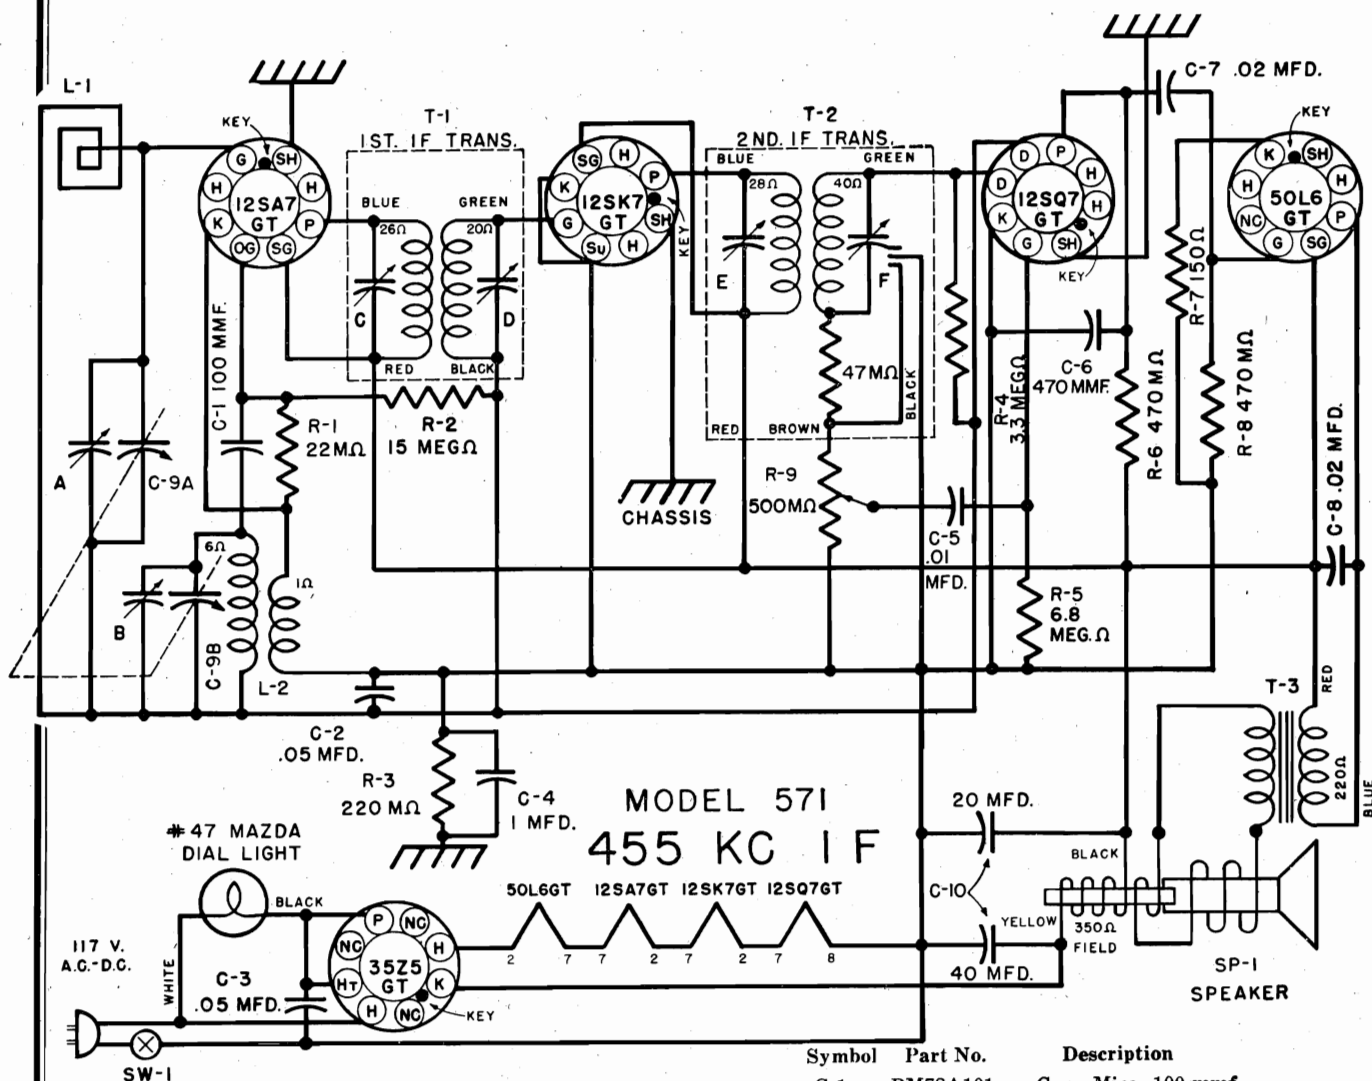 L-1
KEY
G
SH
H
H
12SA7
GT
K
P
OG
SG
T-1
1ST. IF TRANS.
BLUE
GREEN
26Ω
20Ω
C
D
RED
BLACK
SG
H
K
P
12SK7
GT
G
SH
Su
H
KEY
T-2
2ND. IF TRANS.
BLUE
GREEN
28Ω
40Ω
E
F
47MΩ
BLACK
RED
BROWN
D
P
D
H
12SQ7
GT
K
H
G
SH
KEY
C-7 .02 MFD.
KEY
K
SH
H
H
50L6
GT
NC
P
G
SG
R-7 150Ω
R-8 470 MΩ
C-6
470 MMF.
R-6 470 MΩ
R-4
3.3 MEGΩ
C-8 .02 MFD.
C-1 100 MMF.
R-1
22MΩ
R-2
15 MEGΩ
A
C-9A
R-9
500MΩ
CHASSIS
C-5
.01
MFD.
6Ω
1Ω
B
C-9B
L-2
R-5
6.8
MEG.Ω
C-2
.05 MFD.
R-3
220 MΩ
C-4
1 MFD.
T-3
RED
220Ω
BLUE
MODEL 571
455 KC IF
20 MFD.
#47 MAZDA
DIAL LIGHT
BLACK
BLACK
C-10
YELLOW
350Ω
FIELD
40 MFD.
50L6GT 12SA7GT 12SK7GT 12SQ7GT
2 7 7 2 7 2 7 8
117 V.
A.C.-D.C.
WHITE
C-3
.05 MFD.
P
NC
NC
H
35Z5
GT
HT
K
H
NC
KEY
SP-1
SPEAKER
SW-1
Symbol Part No. Description